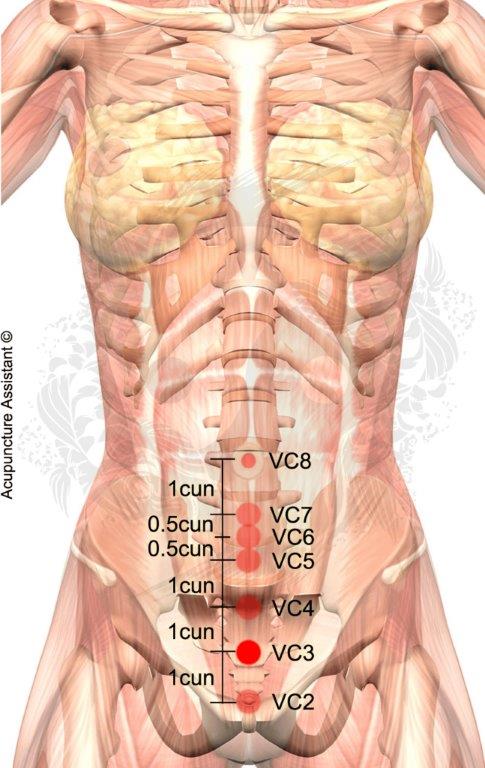 Acupuncture Assistant ©
VC8
1cun
VC7
0.5cun
VC6
0.5cun
VC5
1cun
VC4
1cun
VC3
1cun
VC2